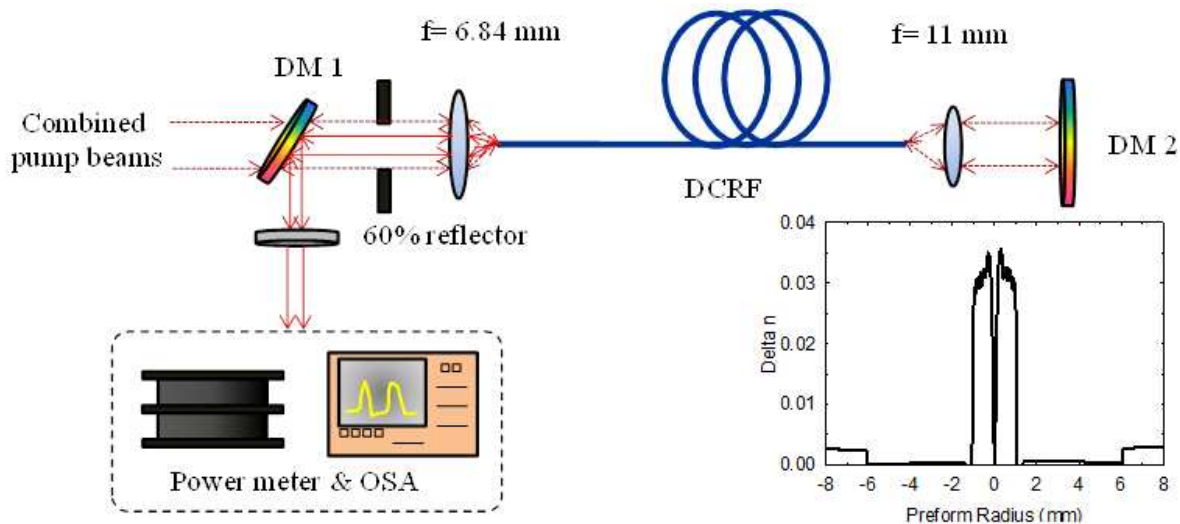 f= 6.84 mm
f= 11 mm
DM 1
Combined
pump beams
DM 2
DCRF
60% reflector
Power meter & OSA
0.04
0.03
0.02
0.01
0.00
Delta n
-8 -6 -4 -2 0 2 4 6 8
Preform Radius (mm)